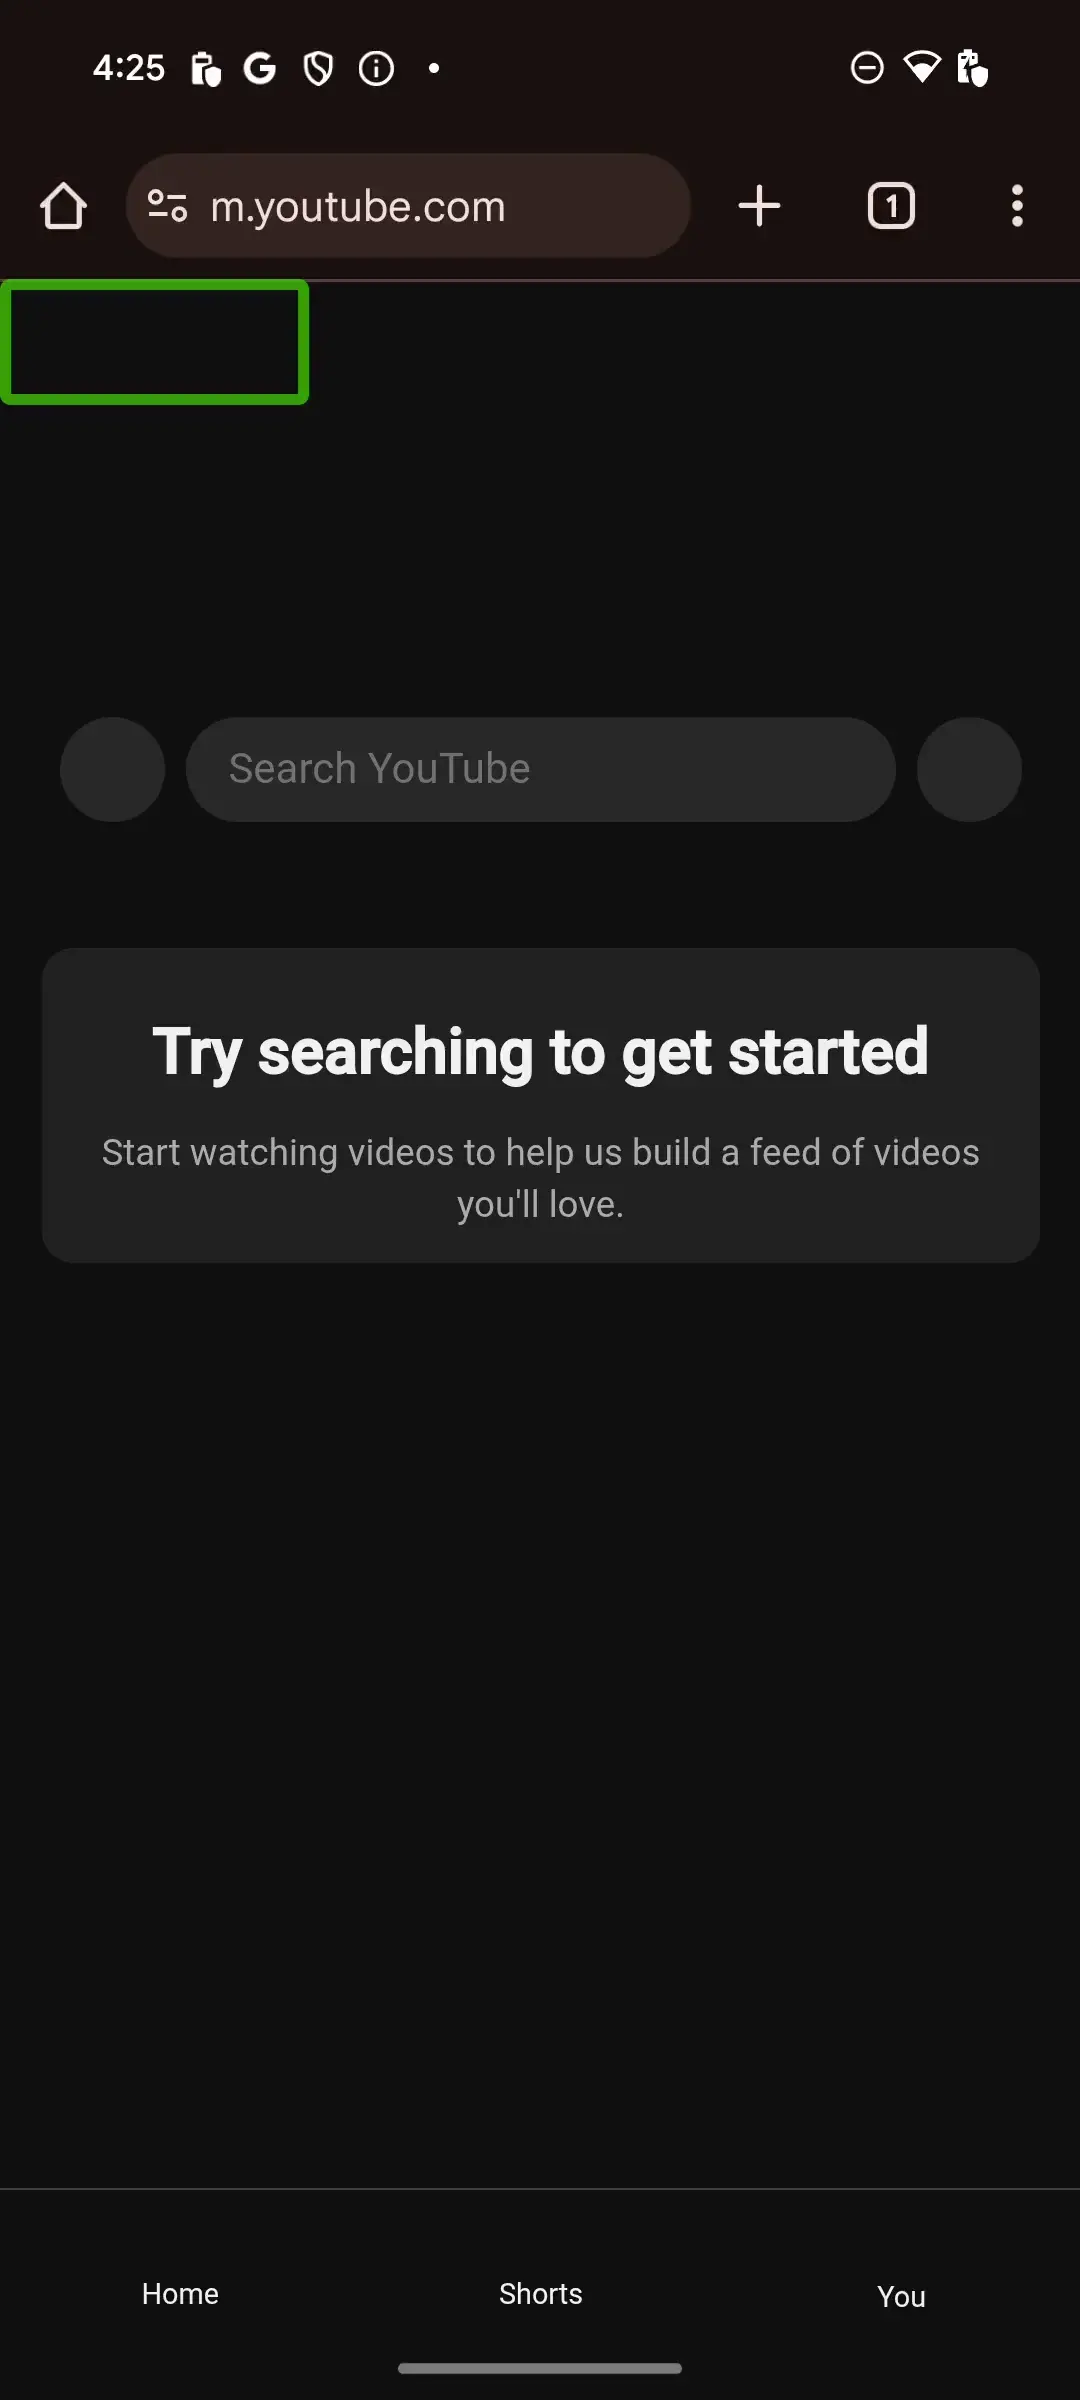 4:25
m.youtube.com
1
Search YouTube
Try searching to get started
Start watching videos to help us build a feed of videos
you'll love.
Home
Shorts
You